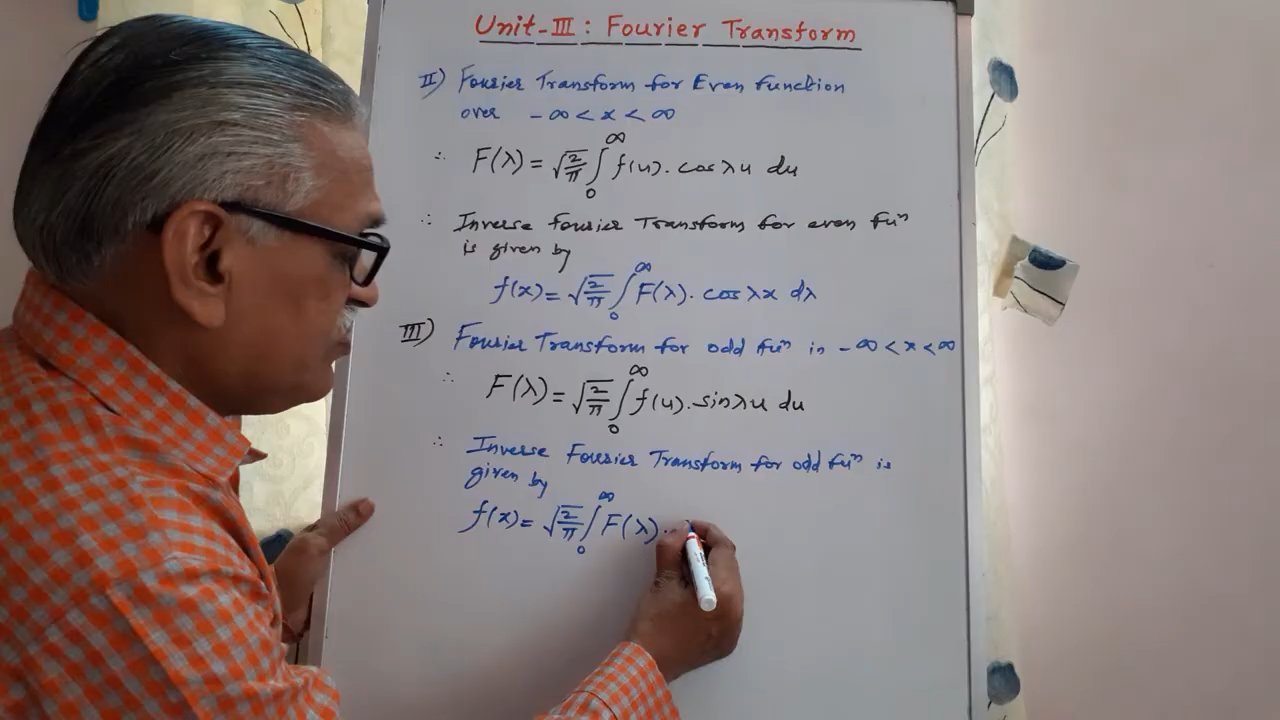 Unit-III : Fourier Transform
II) Fourier Transform for Even function
over -∞ < x < ∞
∴ F(λ) = √(2/π) ∫₀^∞ f(u). cos λu du
∴ Inverse Fourier Transform for even fuⁿ
is given by
f(x) = √(2/π) ∫₀^∞ F(λ). cos λx dλ
III) Fourier Transform for odd fuⁿ in -∞ < x < ∞
∴ F(λ) = √(2/π) ∫₀^∞ f(u). sin λu du
∴ Inverse Fourier Transform for odd fuⁿ is
given by
f(x) = √(2/π) ∫₀^∞ F(λ).